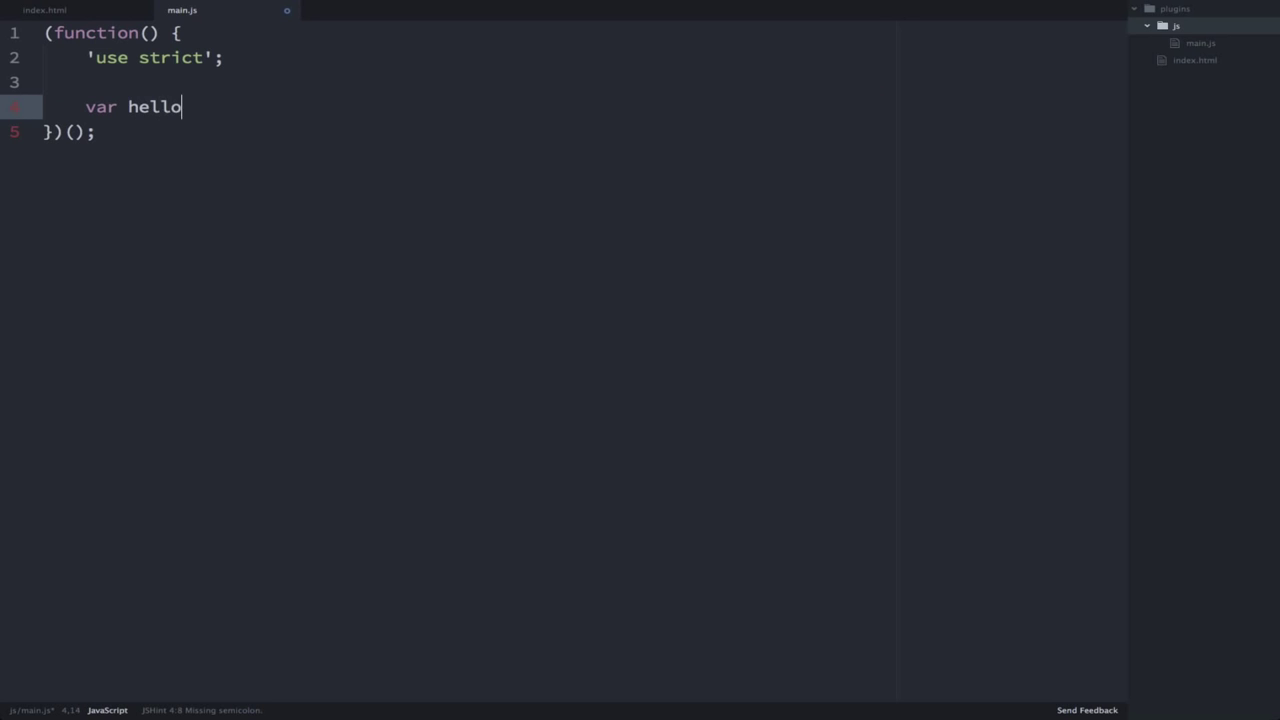 index.html
main.js
plugins
js
main.js
index.html
1 (function() {
2 'use strict';
3
4 var hello
5 })();
js/main.js* 4,14 JavaScript JSHint 4:8 Missing semicolon.
Send Feedback